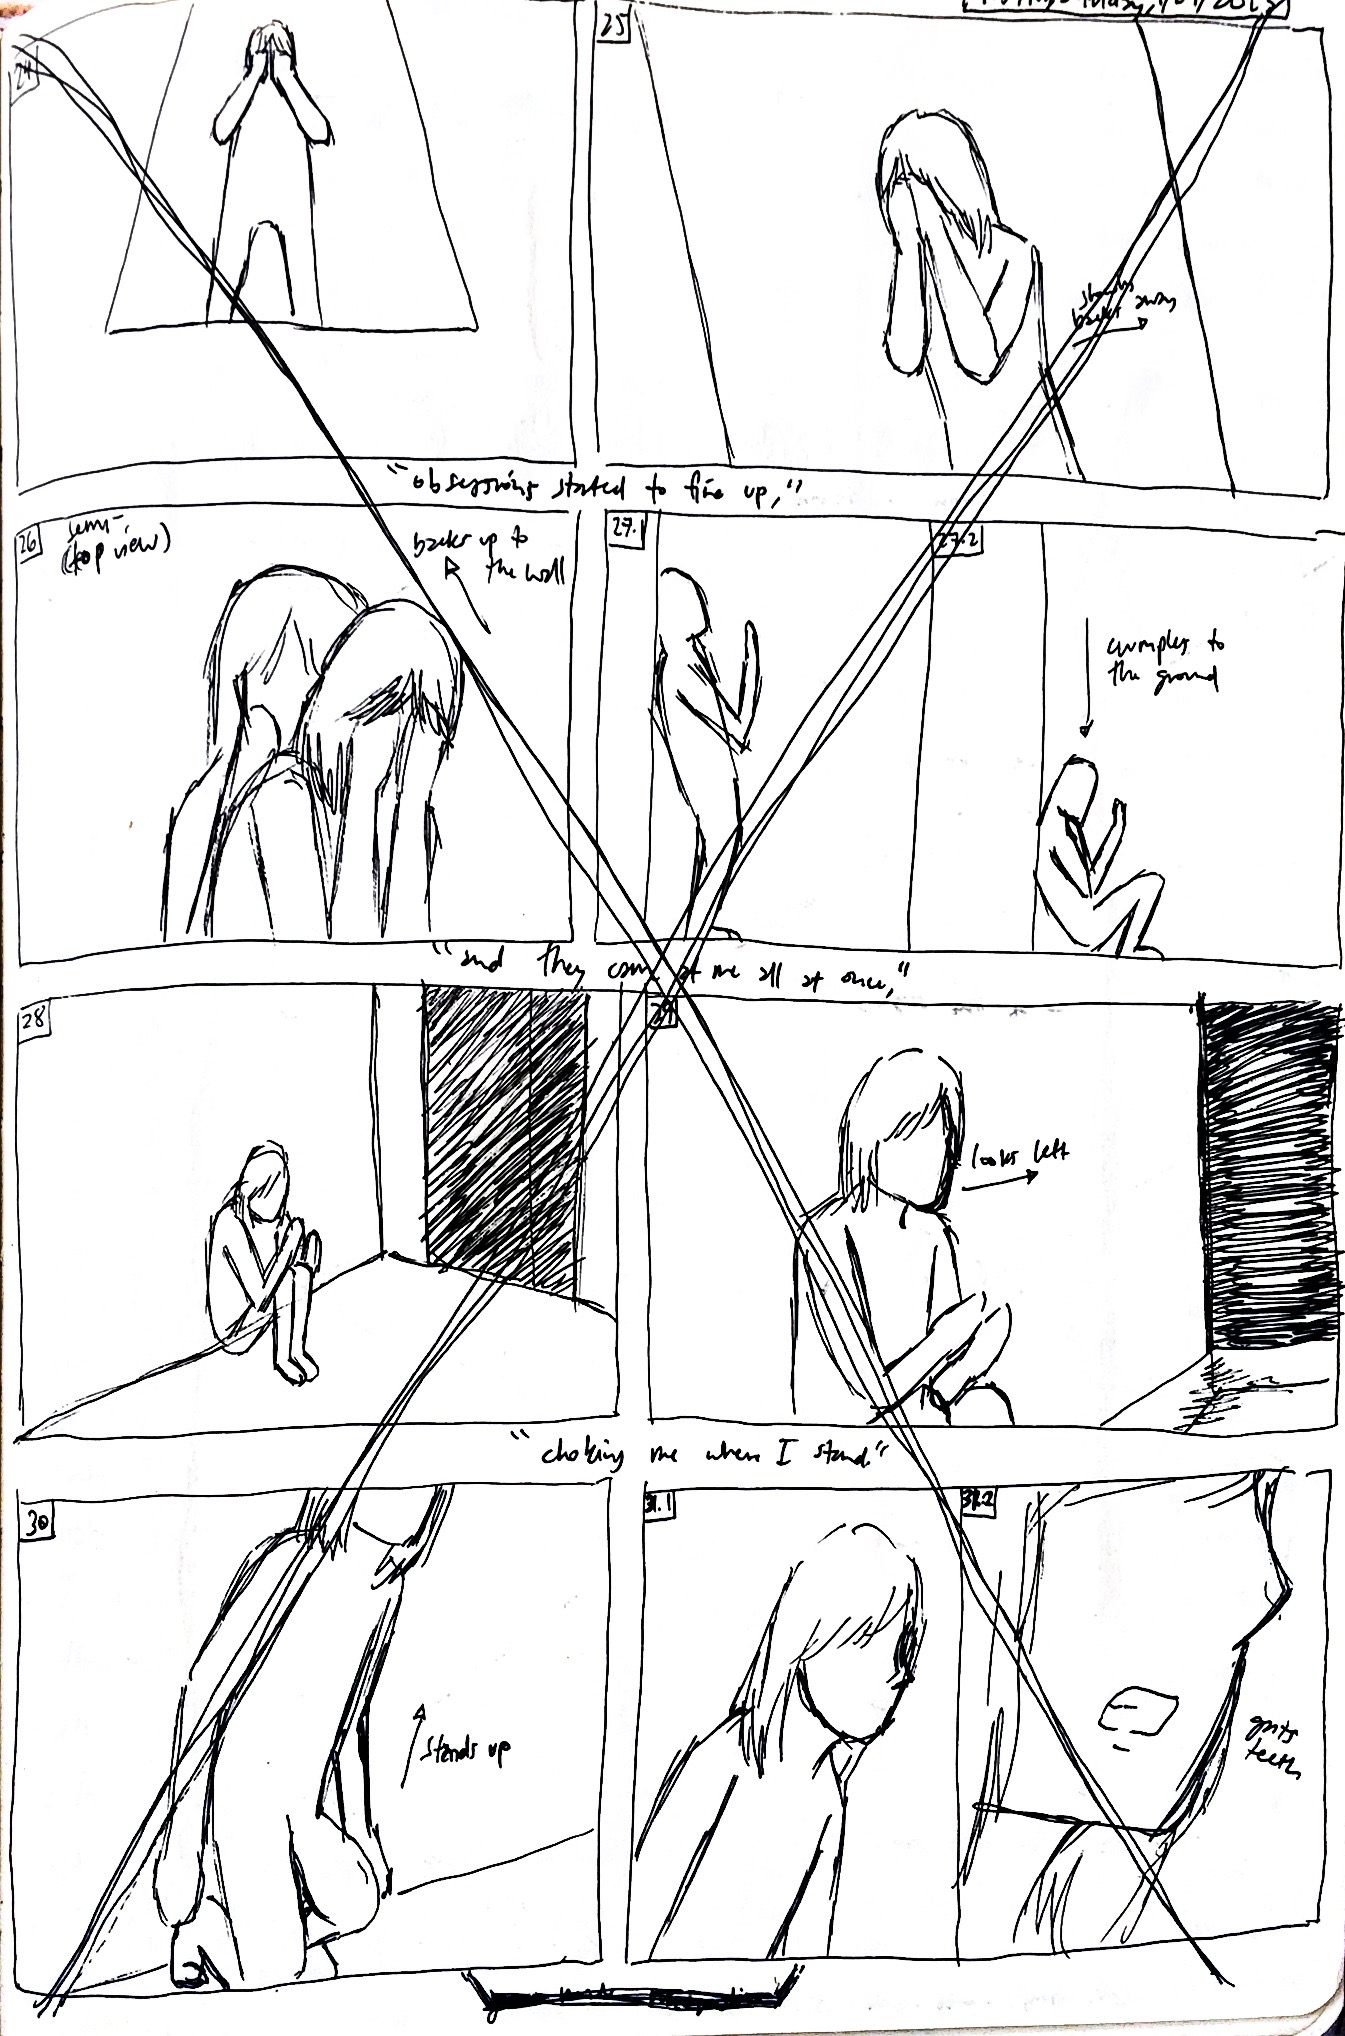 24
25
stumbles
backs away
"obsessions started to fire up,"
26
semi-
(top view)
backs up to
the wall
27.1
27.2
crumples to
the ground
"and they come at me all at once,"
28
29
looks left
"choking me when I stand"
30
stands up
31.1
31.2
grits
teeth